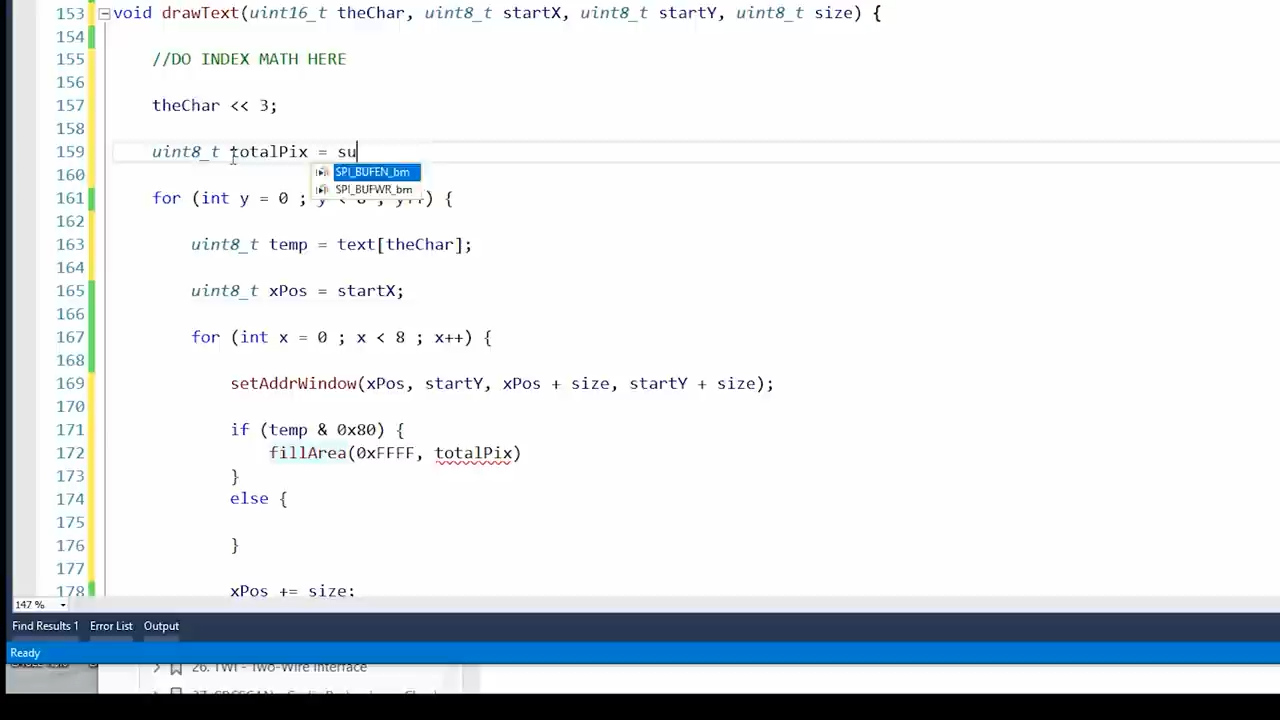 153 void drawText(uint16_t theChar, uint8_t startX, uint8_t startY, uint8_t size) {
154
155 //DO INDEX MATH HERE
156
157 theChar << 3;
158
159 uint8_t totalPix = su
SPI_BUFEN_bm
160
SPI_BUFWR_bm
161 for (int y = 0 ; y < 8 ; y++) {
162
163 uint8_t temp = text[theChar];
164
165 uint8_t xPos = startX;
166
167 for (int x = 0 ; x < 8 ; x++) {
168
169 setAddrWindow(xPos, startY, xPos + size, startY + size);
170
171 if (temp & 0x80) {
172 fillArea(0xFFFF, totalPix)
173 }
174 else {
175
176 }
177
178 xPos += size;
147 %
Find Results 1 Error List Output
Ready
26. TWI - Two-Wire Interface